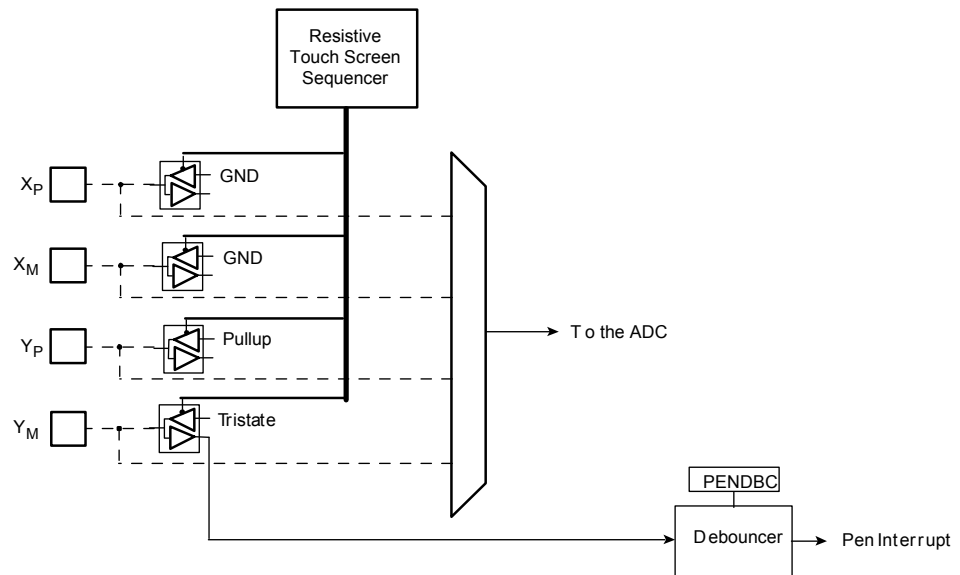 Resistive
Touch Screen
Sequencer
XP
GND
XM
GND
YP
Pullup
To the ADC
YM
Tristate
PENDBC
Debouncer
Pen Interrupt